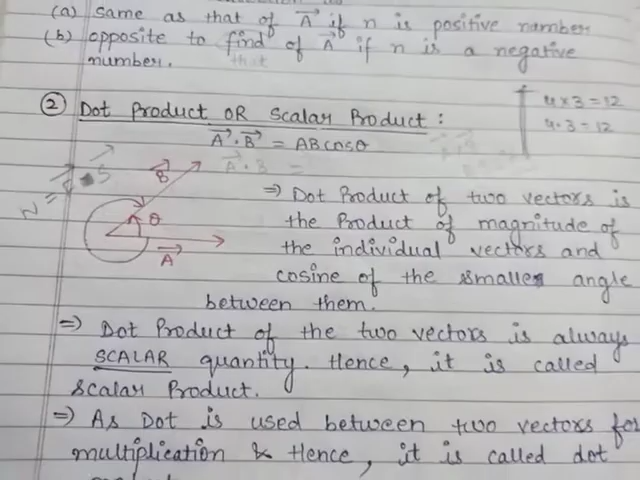 (a) same as that of A⃗ if n is positive number
(b) opposite to find of A⃗ if n is a negative
number.
② Dot Product OR Scalar Product :
4 × 3 = 12
4 · 3 = 12
A⃗ · B⃗ = AB cosθ
A⃗ · B =
B⃗
W = F⃗ · S⃗
θ
A⃗
⇒ Dot Product of two vectors is
the Product of magnitude of
the individual vectors and
cosine of the smaller angle
between them.
⇒ Dot Product of the two vectors is always
SCALAR quantity. Hence, it is called
Scalar Product.
⇒ As Dot is used between two vectors for
multiplication & Hence, it is called dot